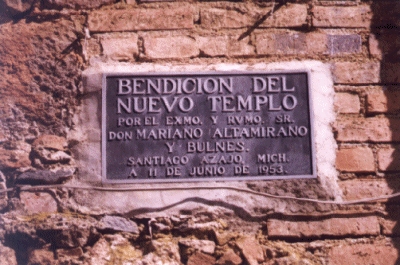 BENDICION DEL
NUEVO TEMPLO
POR EL EXMO. Y RVMO. SR.
DON MARIANO ALTAMIRANO
Y BULNES.
SANTIAGO AZAJO, MICH.
A 11 DE JUNIO DE 1953.